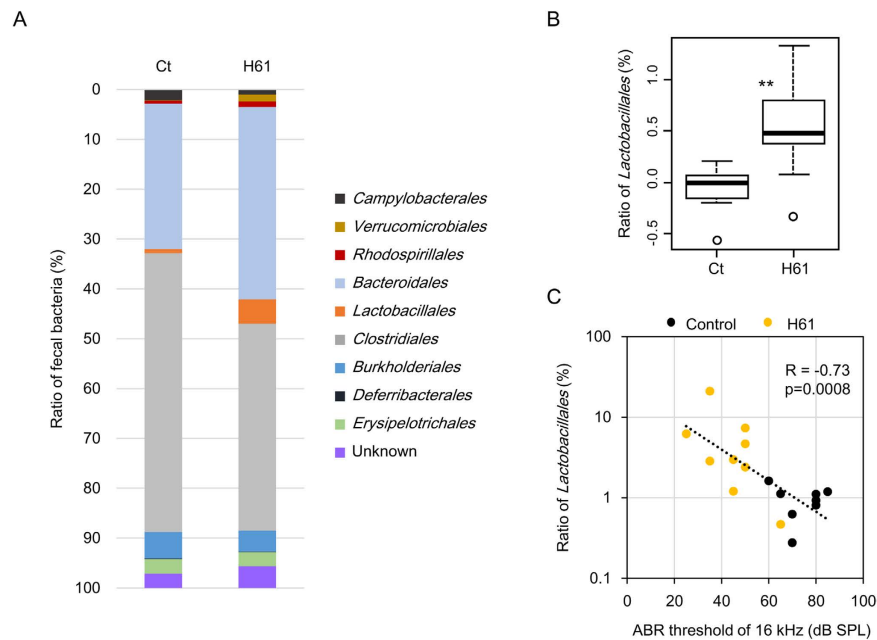 A
Ct H61
0
10
20
30
40
50
60
70
80
90
100
Ratio of fecal bacteria (%)
Campylobacterales
Verrucomicrobiales
Rhodospirillales
Bacteroidales
Lactobacillales
Clostridiales
Burkholderiales
Deferribacterales
Erysipelotrichales
Unknown
B
Ratio of Lactobacillales (%)
1.0
0.5
0.0
-0.5
**
Ct H61
C
Control H61
100
10
1
0.1
Ratio of Lactobacillales (%)
R = -0.73
p=0.0008
0 20 40 60 80 100
ABR threshold of 16 kHz (dB SPL)